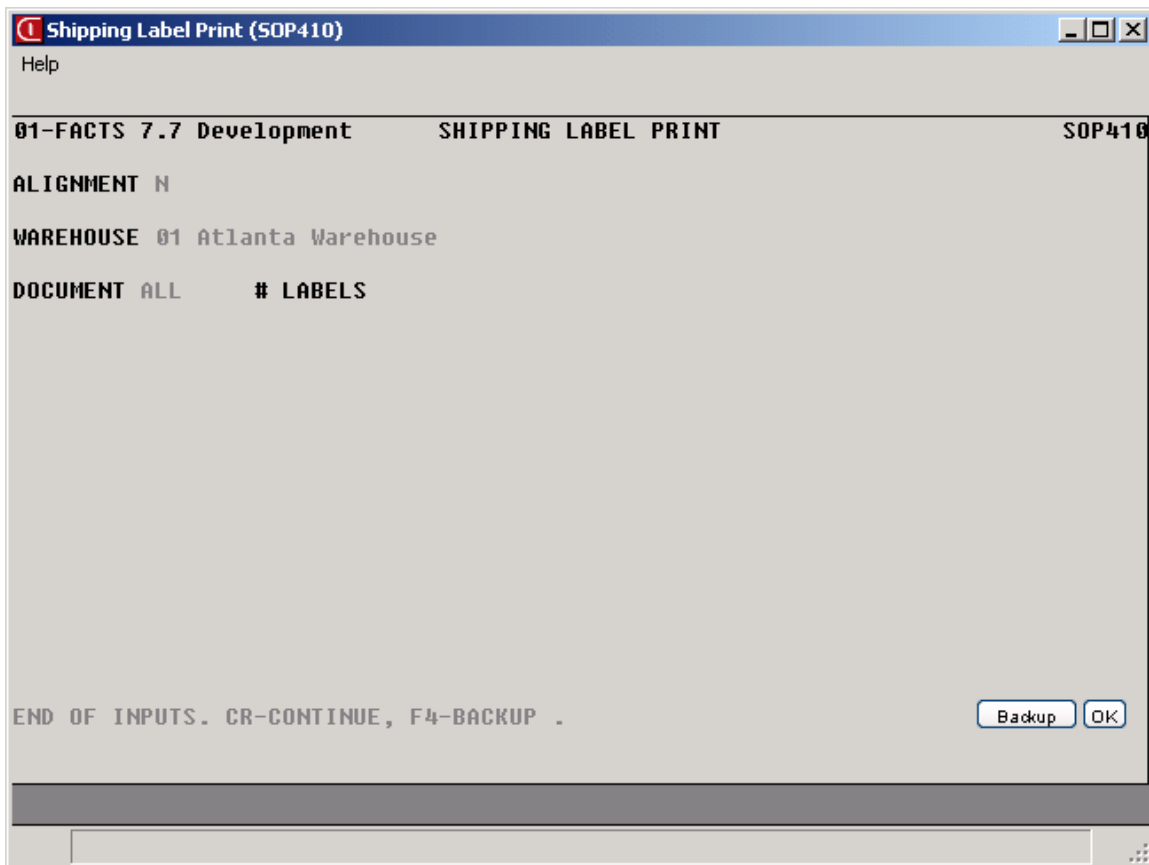 Shipping Label Print (SOP410)
Help
01-FACTS 7.7 Development SHIPPING LABEL PRINT SOP410
ALIGNMENT N
WAREHOUSE 01 Atlanta Warehouse
DOCUMENT ALL # LABELS
END OF INPUTS. CR-CONTINUE, F4-BACKUP . Backup OK